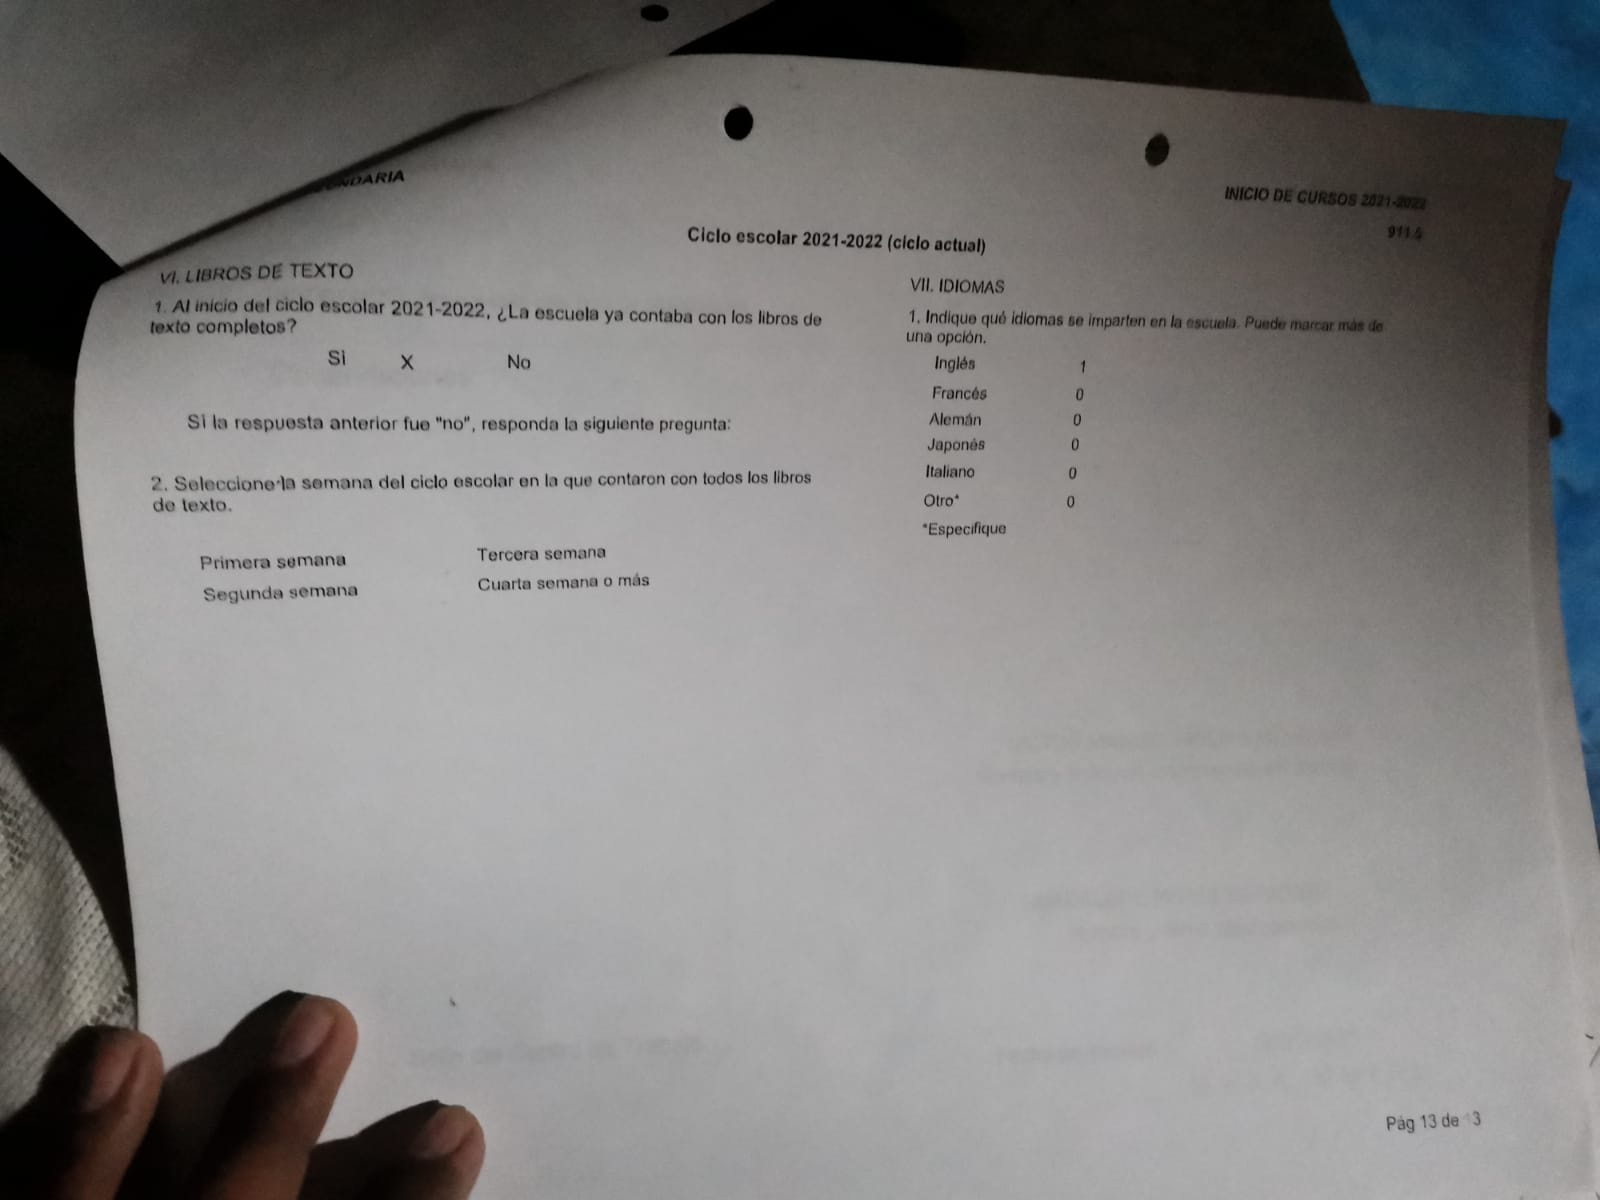 INICIO DE CURSOS 2021-2022
911.5
Ciclo escolar 2021-2022 (ciclo actual)
VI. LIBROS DE TEXTO
1. Al inicio del ciclo escolar 2021-2022, ¿La escuela ya contaba con los libros de
texto completos?
Si X No
Si la respuesta anterior fue "no", responda la siguiente pregunta:
2. Seleccione la semana del ciclo escolar en la que contaron con todos los libros
de texto.
Primera semana Tercera semana
Segunda semana Cuarta semana o más
VII. IDIOMAS
1. Indique qué idiomas se imparten en la escuela. Puede marcar más de
una opción.
Inglés 1
Francés 0
Alemán 0
Japonés 0
Italiano 0
Otro* 0
*Especifique
Pág 13 de